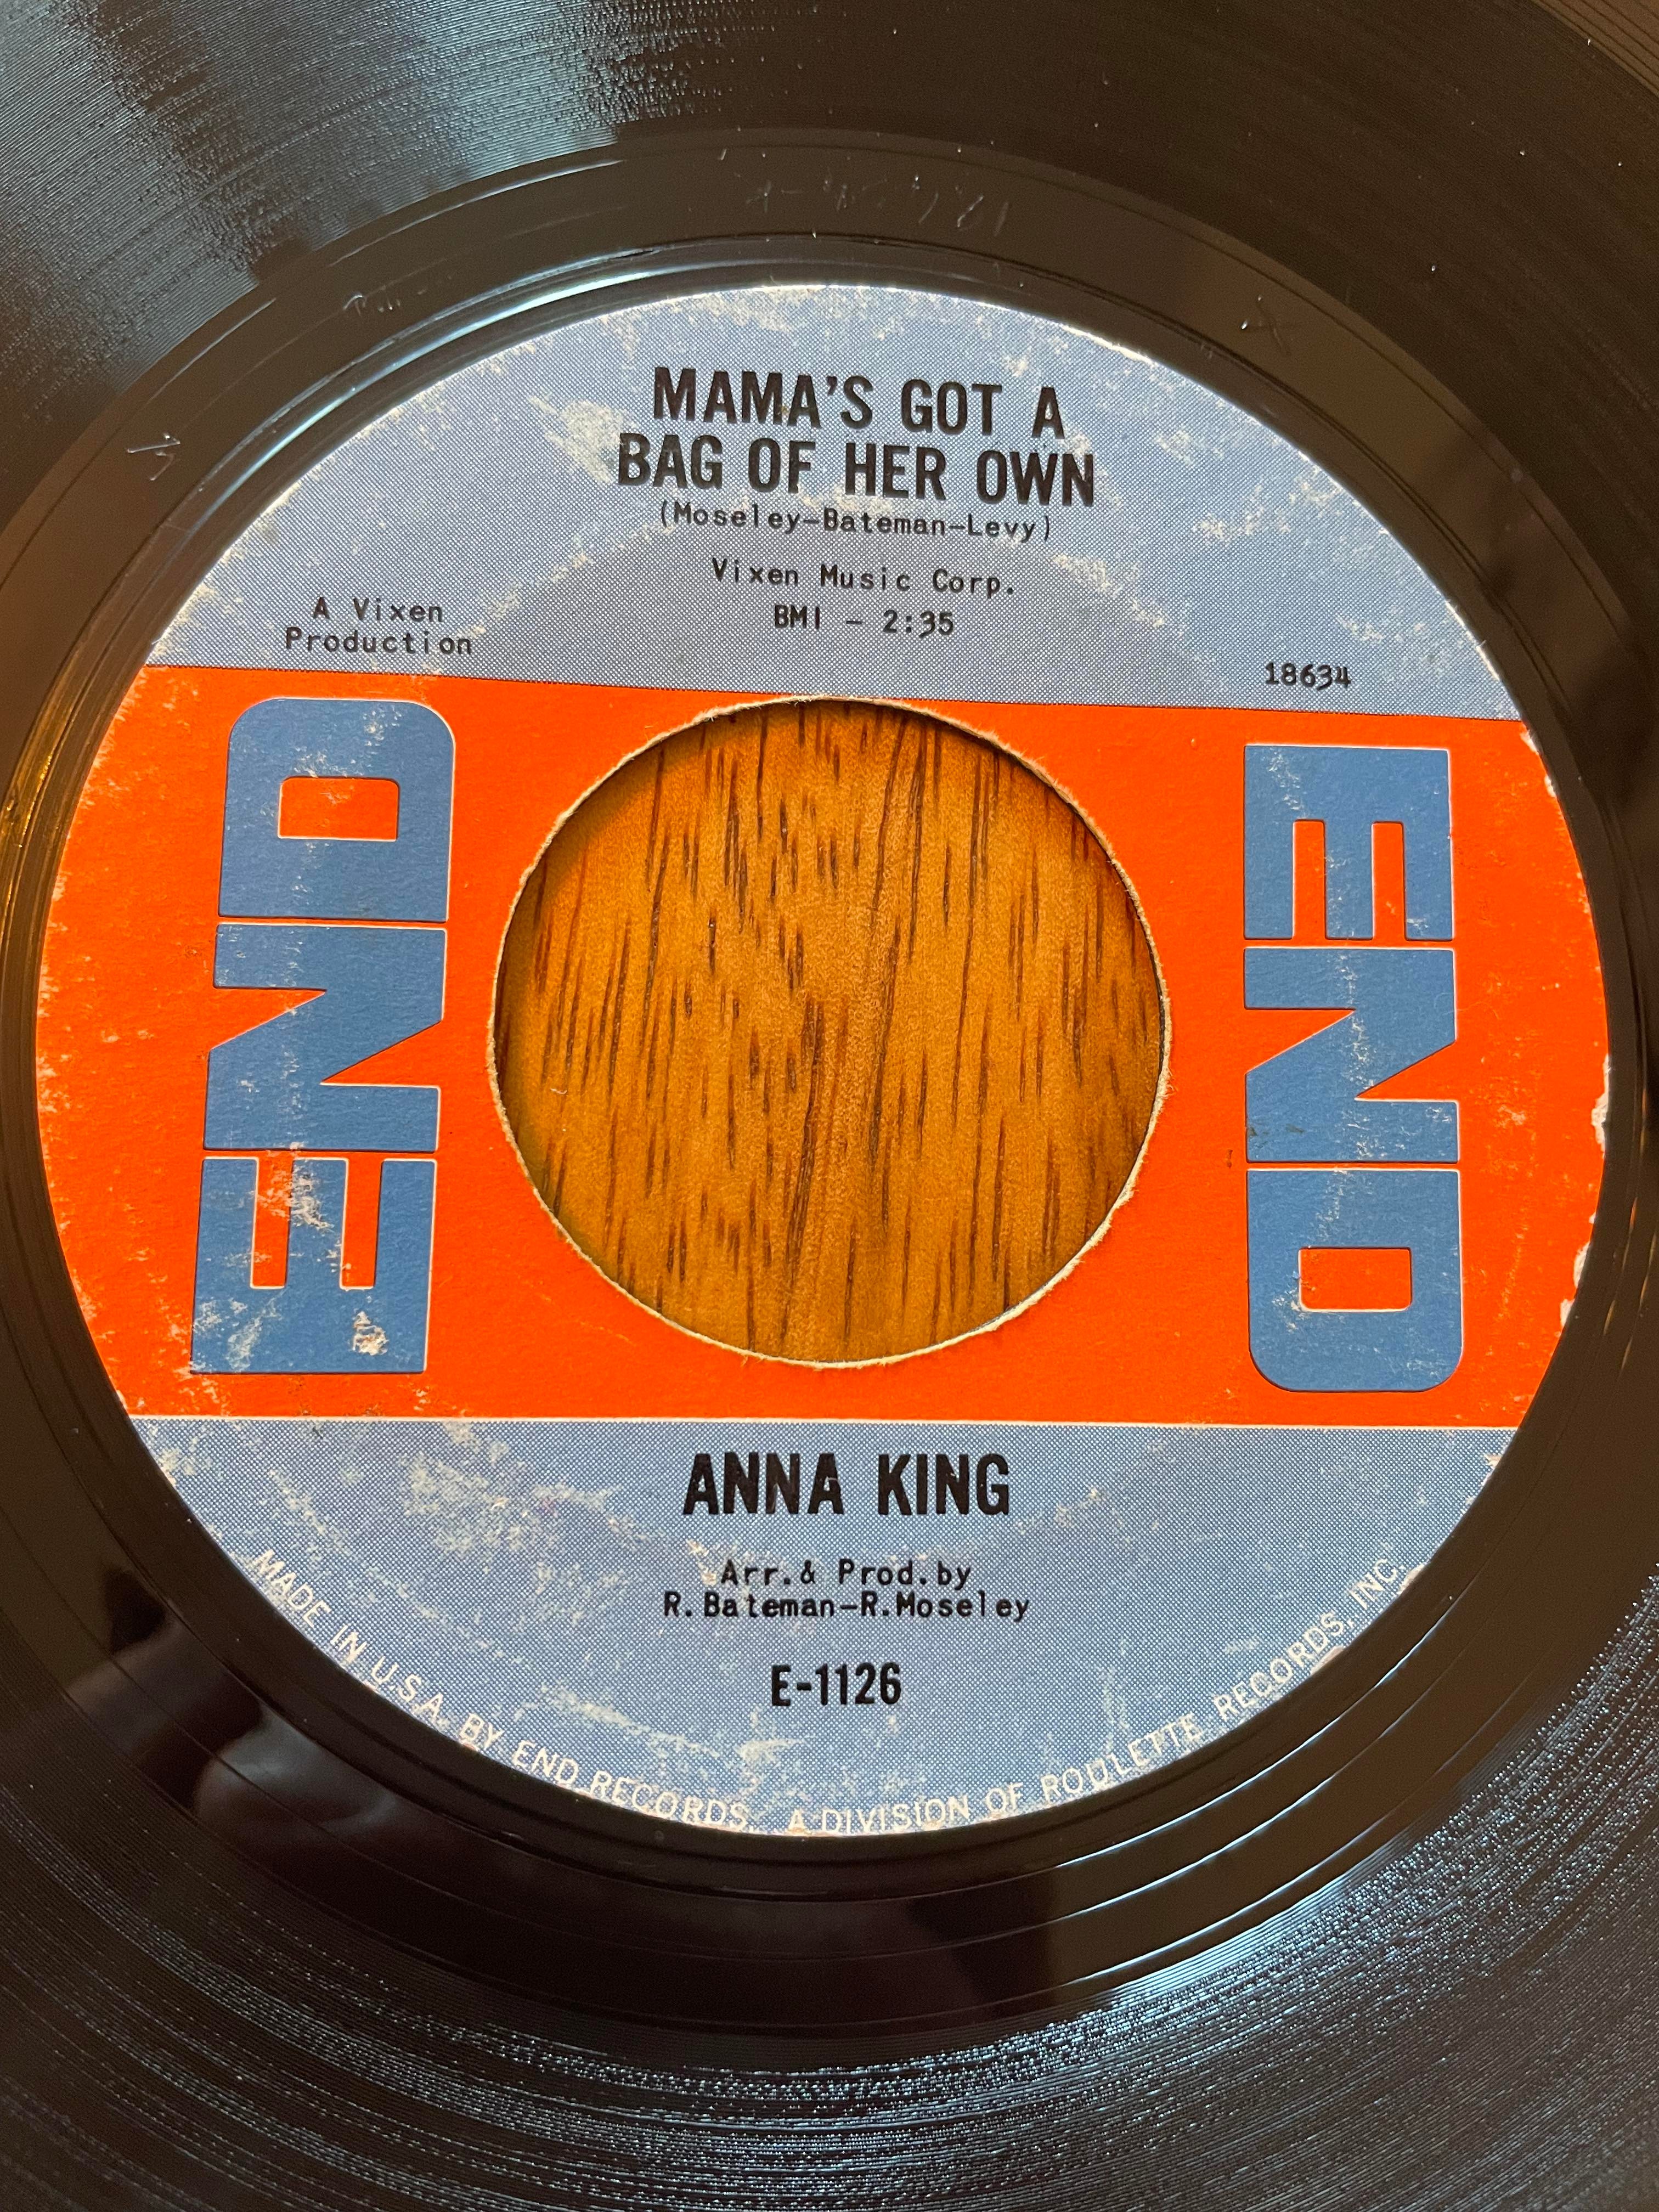 MAMA'S GOT A
BAG OF HER OWN
(Moseley-Bateman-Levy)
Vixen Music Corp.
BMI - 2:35
A Vixen
Production
18634
END
END
ANNA KING
Arr.& Prod.by
R.Bateman-R.Moseley
E-1126
MADE IN U.S.A. BY END RECORDS, A DIVISION OF ROULETTE RECORDS, INC.